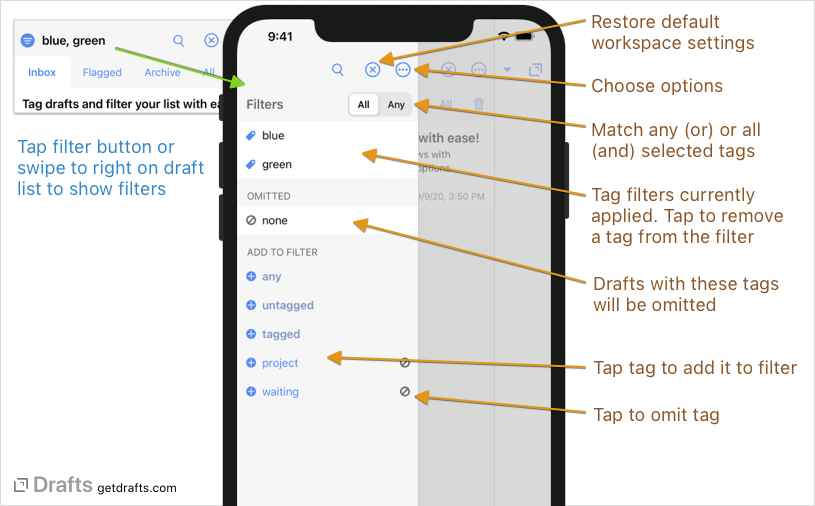 blue, green
Inbox Flagged Archive All
Tag drafts and filter your list with ea
Tap filter button or
swipe to right on draft
list to show filters
9:41
Filters All Any
All
blue
green
with ease!
ws with
options.
9/9/20, 3:50 PM
OMITTED
none
ADD TO FILTER
any
untagged
tagged
project
waiting
Restore default
workspace settings
Choose options
Match any (or) or all
(and) selected tags
Tag filters currently
applied. Tap to remove
a tag from the filter
Drafts with these tags
will be omitted
Tap tag to add it to filter
Tap to omit tag
Drafts getdrafts.com